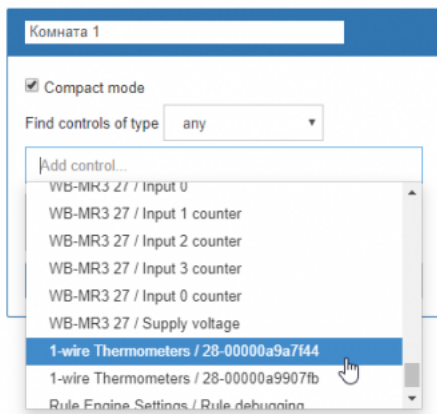 Комната 1
Compact mode
Find controls of type any
Add control...
WB-MR3 27 / Input 0
WB-MR3 27 / Input 1 counter
WB-MR3 27 / Input 2 counter
WB-MR3 27 / Input 3 counter
WB-MR3 27 / Input 0 counter
WB-MR3 27 / Supply voltage
1-wire Thermometers / 28-00000a9a7f44
1-wire Thermometers / 28-00000a9907fb
Rule Engine Settings / Rule debugging